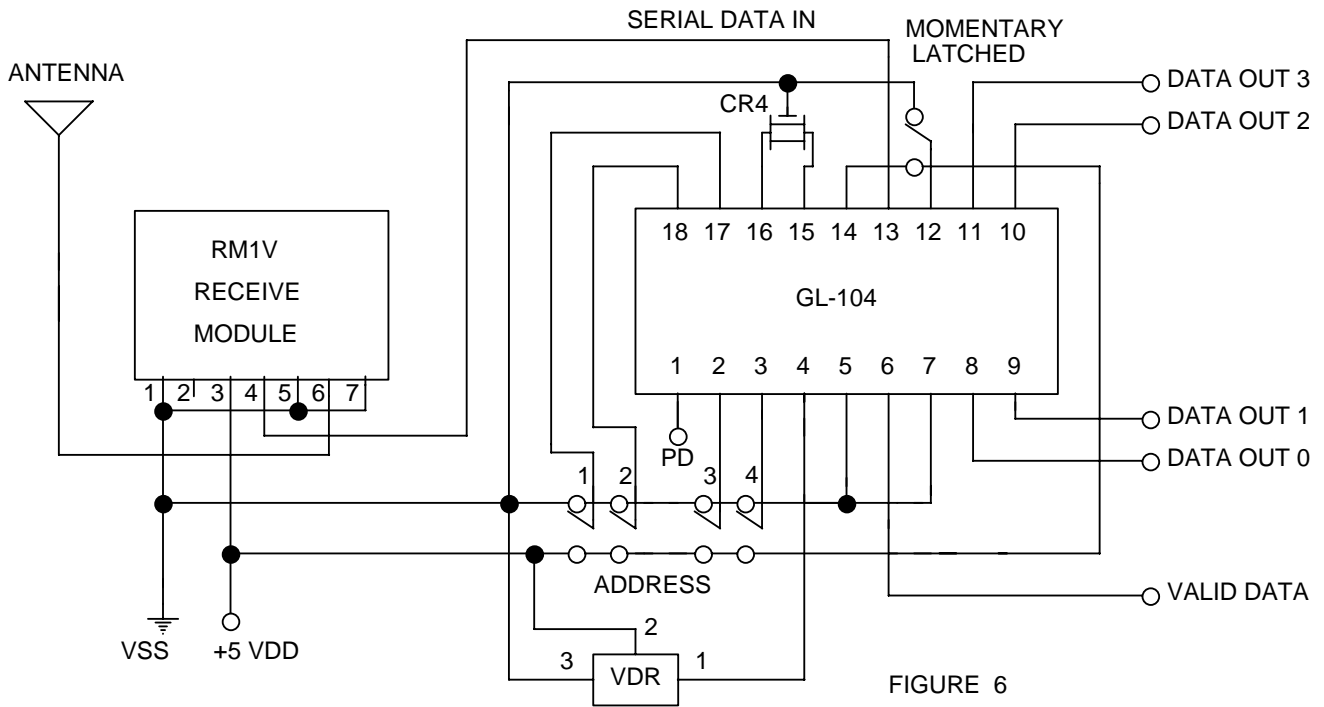 SERIAL DATA IN
MOMENTARY
LATCHED
ANTENNA
DATA OUT 3
CR4
DATA OUT 2
18 17 16 15 14 13 12 11 10
RM1V
RECEIVE
MODULE
GL-104
1 2 3 4 5 6 7 8 9
1 2 3 4 5 6 7
DATA OUT 1
PD
DATA OUT 0
1 2 3 4
ADDRESS
VALID DATA
VSS
+5 VDD
2
3
VDR
1
FIGURE 6